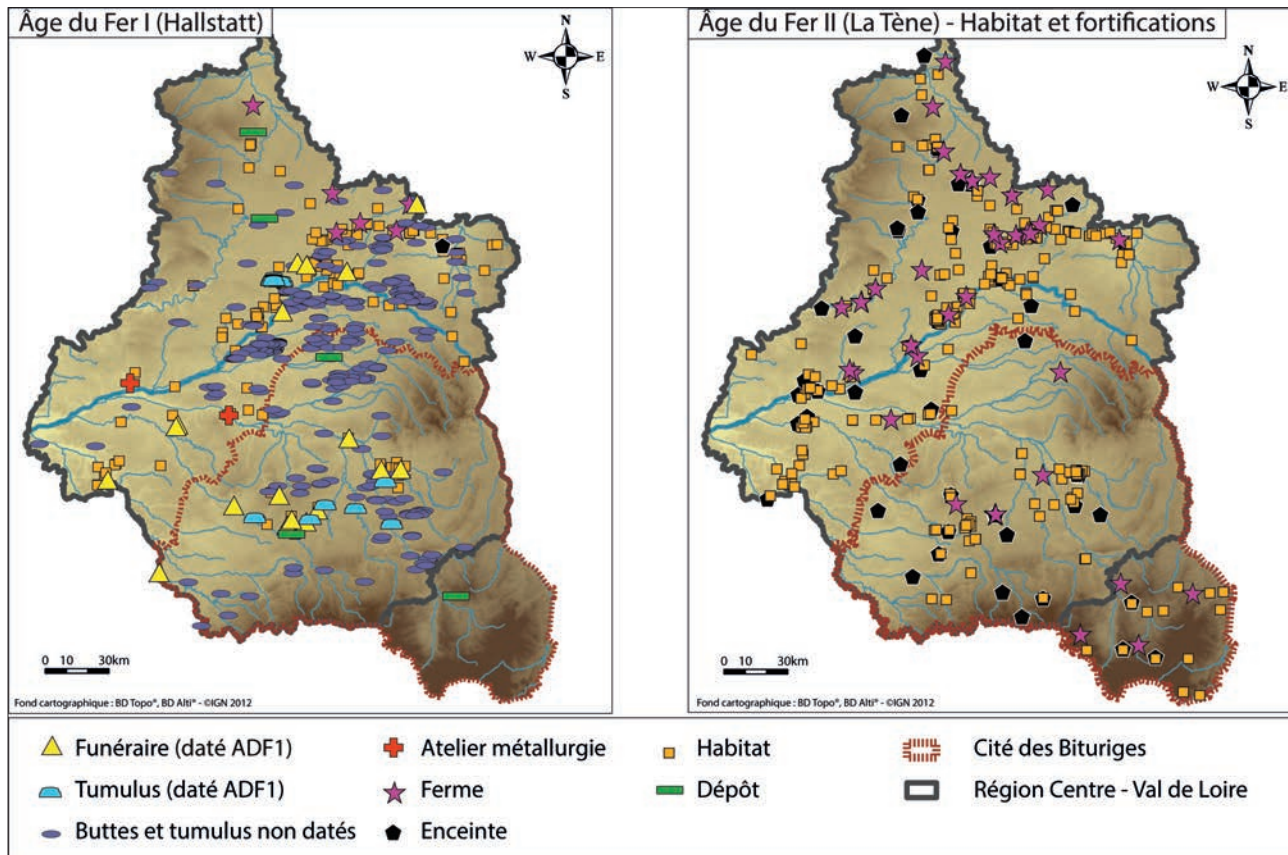 Âge du Fer I (Hallstatt)
N
W E
S
0 10 30km
Fond cartographique : BD Topo®, BD Alti® - ©IGN 2012
Âge du Fer II (La Tène) - Habitat et fortifications
N
W E
S
0 10 30km
Fond cartographique : BD Topo®, BD Alti® - ©IGN 2012
Funéraire (daté ADF1)
Atelier métallurgie
Habitat
Cité des Bituriges
Tumulus (daté ADF1)
Ferme
Dépôt
Région Centre - Val de Loire
Buttes et tumulus non datés
Enceinte